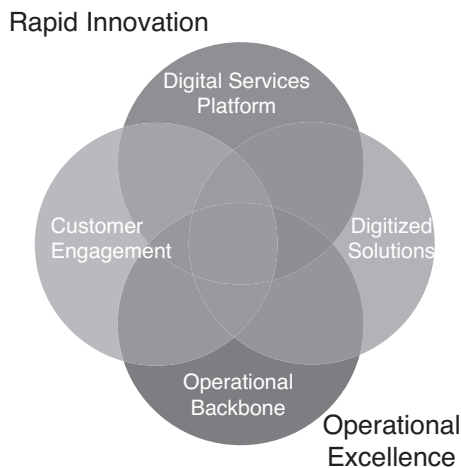 Rapid Innovation
Digital Services
Platform
Customer
Engagement
Digitized
Solutions
Operational
Backbone
Operational
Excellence